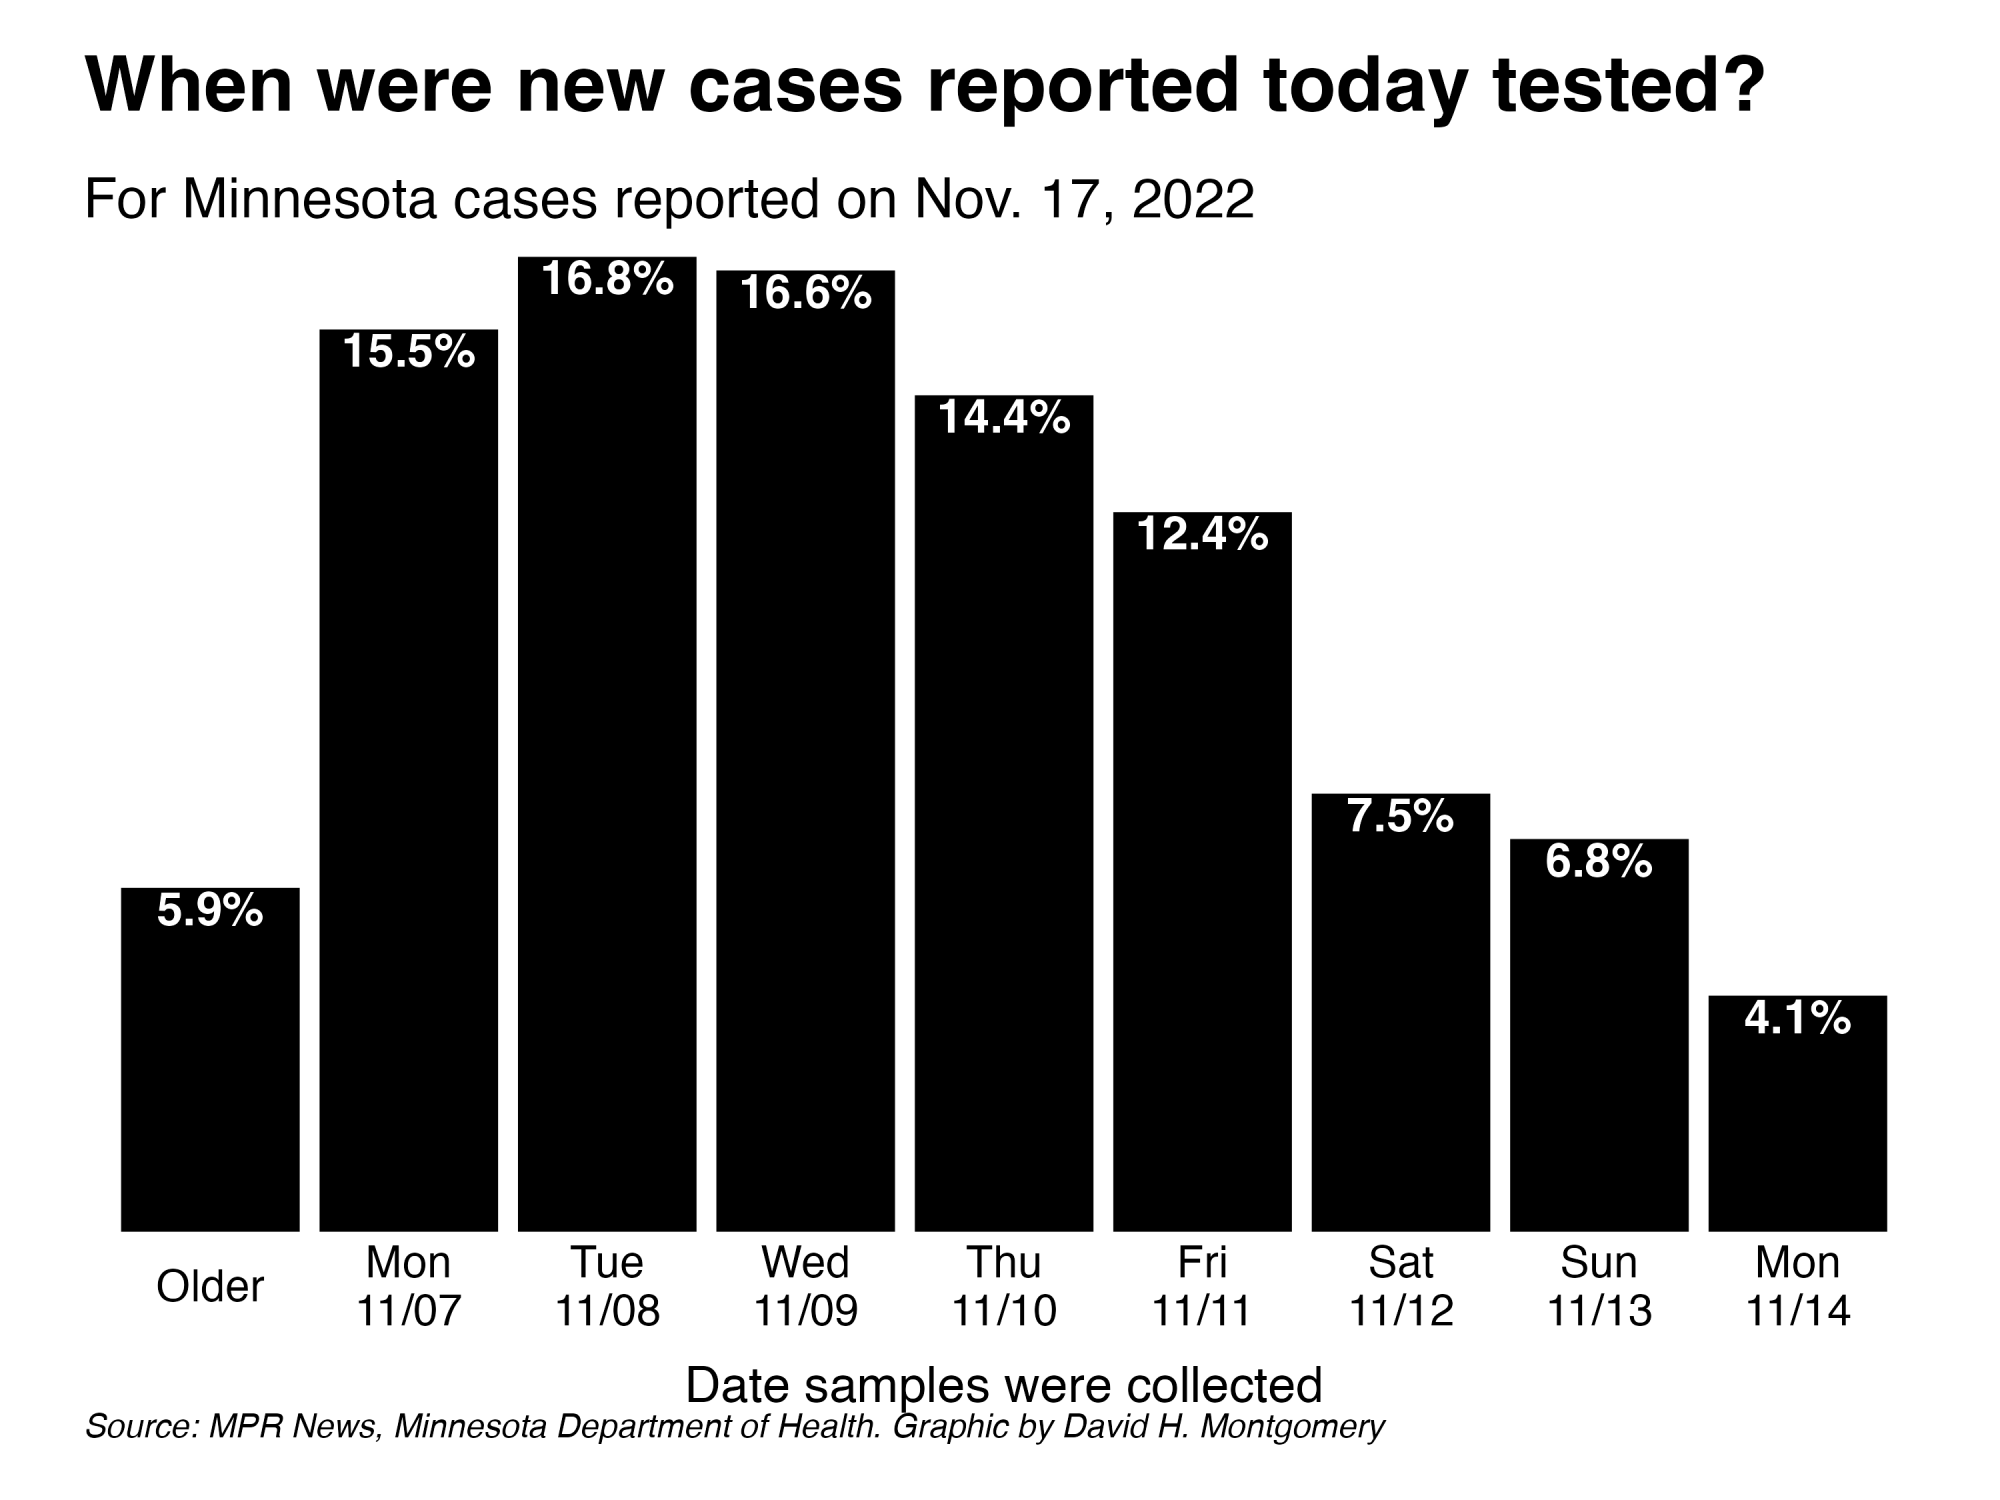 When were new cases reported today tested?
For Minnesota cases reported on Nov. 17, 2022
5.9%
15.5%
16.8%
16.6%
14.4%
12.4%
7.5%
6.8%
4.1%
Older
Mon
11/07
Tue
11/08
Wed
11/09
Thu
11/10
Fri
11/11
Sat
11/12
Sun
11/13
Mon
11/14
Date samples were collected
Source: MPR News, Minnesota Department of Health. Graphic by David H. Montgomery